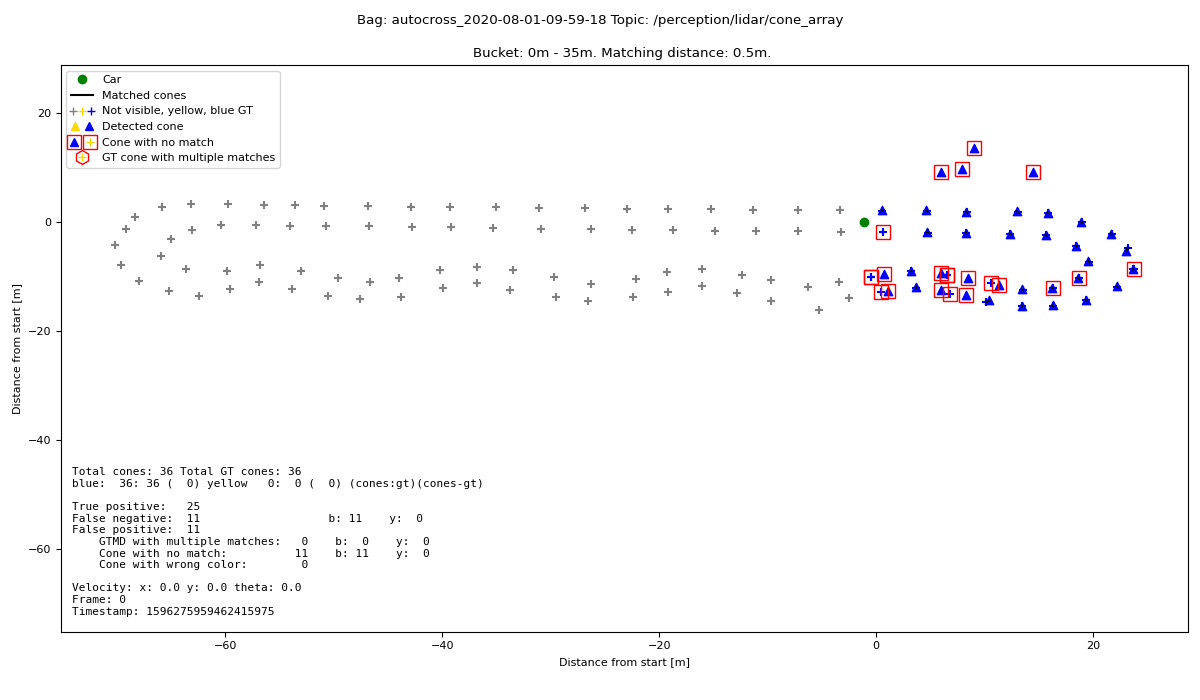 Bag: autocross_2020-08-01-09-59-18 Topic: /perception/lidar/cone_array
Bucket: 0m - 35m. Matching distance: 0.5m.
Car
Matched cones
Not visible, yellow, blue GT
Detected cone
Cone with no match
GT cone with multiple matches
20
0
−20
−40
−60
Distance from start [m]
Total cones: 36 Total GT cones: 36
blue:  36: 36 (  0) yellow   0:  0 (  0) (cones:gt)(cones-gt)
True positive:   25
False negative:  11                   b: 11    y:  0
False positive:  11
    GTMD with multiple matches:   0    b:  0    y:  0
    Cone with no match:          11    b: 11    y:  0
    Cone with wrong color:        0
Velocity: x: 0.0 y: 0.0 theta: 0.0
Frame: 0
Timestamp: 1596275959462415975
−60 −40 −20 0 20
Distance from start [m]